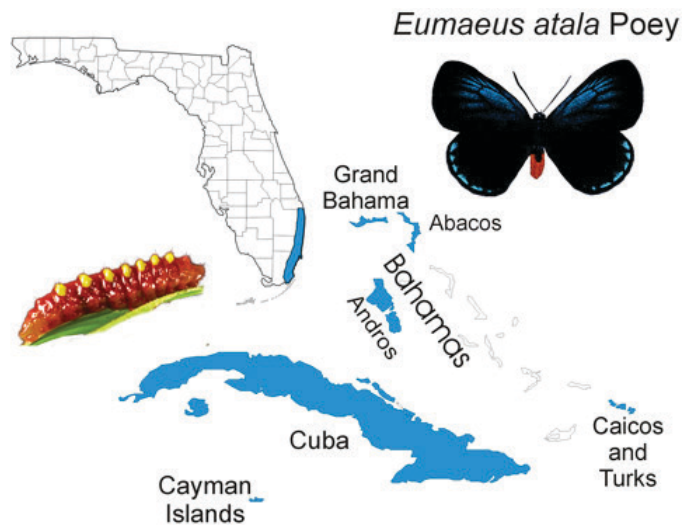 Eumaeus atala Poey
Grand
Bahama
Abacos
Bahamas
Andros
Cuba
Caicos
and
Turks
Cayman
Islands